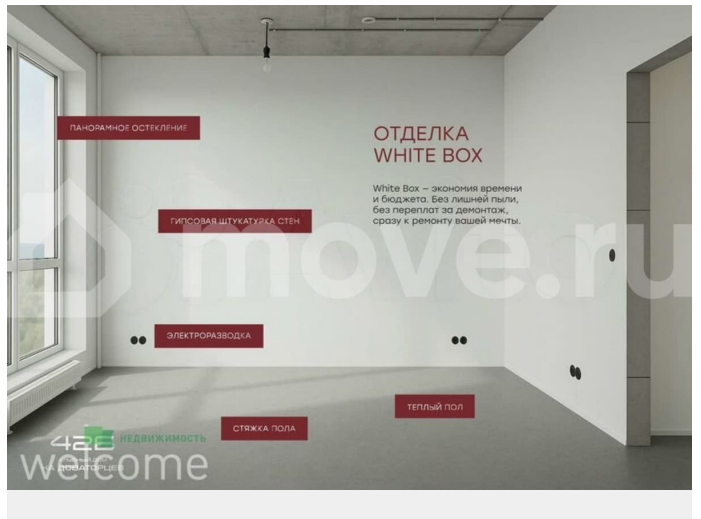 ПАНОРАМНОЕ ОСТЕКЛЕНИЕ
ОТДЕЛКА
WHITE BOX
White Box – экономия времени
и бюджета. Без лишней пыли,
без переплат за демонтаж,
сразу к ремонту вашей мечты.
ГИПСОВАЯ ШТУКАТУРКА СТЕН
move.ru
ЭЛЕКТРОРАЗВОДКА
ТЕПЛЫЙ ПОЛ
СТЯЖКА ПОЛА
НЕДВИЖИМОСТЬ
welcome